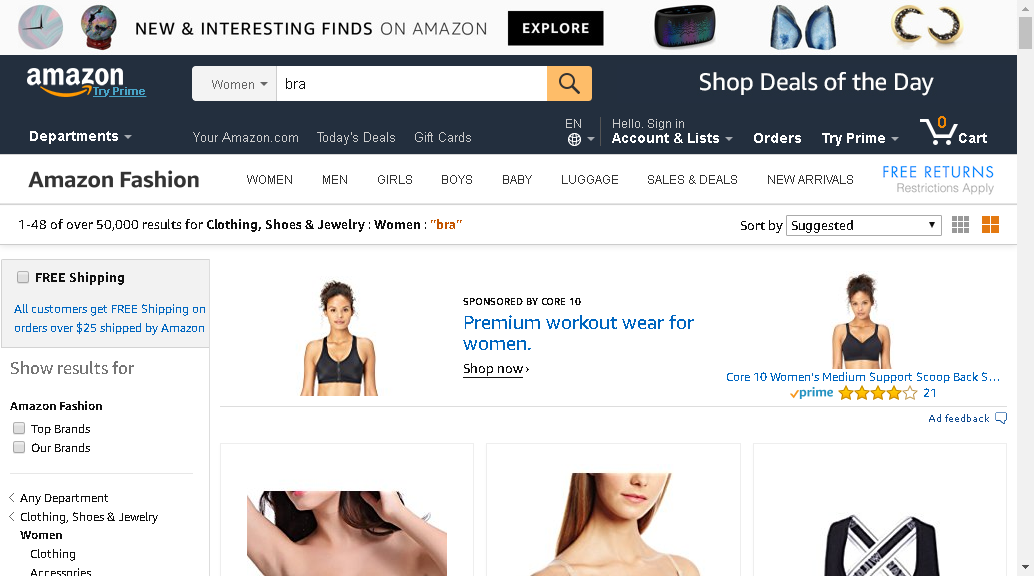 NEW & INTERESTING FINDS ON AMAZON
EXPLORE
amazon
Try Prime
Women
bra
Shop Deals of the Day
Departments
Your Amazon.com
Today's Deals
Gift Cards
EN
Hello. Sign in
Account & Lists
Orders
Try Prime
0
Cart
Amazon Fashion
WOMEN
MEN
GIRLS
BOYS
BABY
LUGGAGE
SALES & DEALS
NEW ARRIVALS
FREE RETURNS
Restrictions Apply
1-48 of over 50,000 results for Clothing, Shoes & Jewelry : Women : "bra"
Sort by
Suggested
FREE Shipping
All customers get FREE Shipping on
orders over $25 shipped by Amazon
Show results for
Amazon Fashion
Top Brands
Our Brands
Any Department
Clothing, Shoes & Jewelry
Women
Clothing
Accessories
SPONSORED BY CORE 10
Premium workout wear for
women.
Shop now ›
Core 10 Women's Medium Support Scoop Back S...
prime
21
Ad feedback